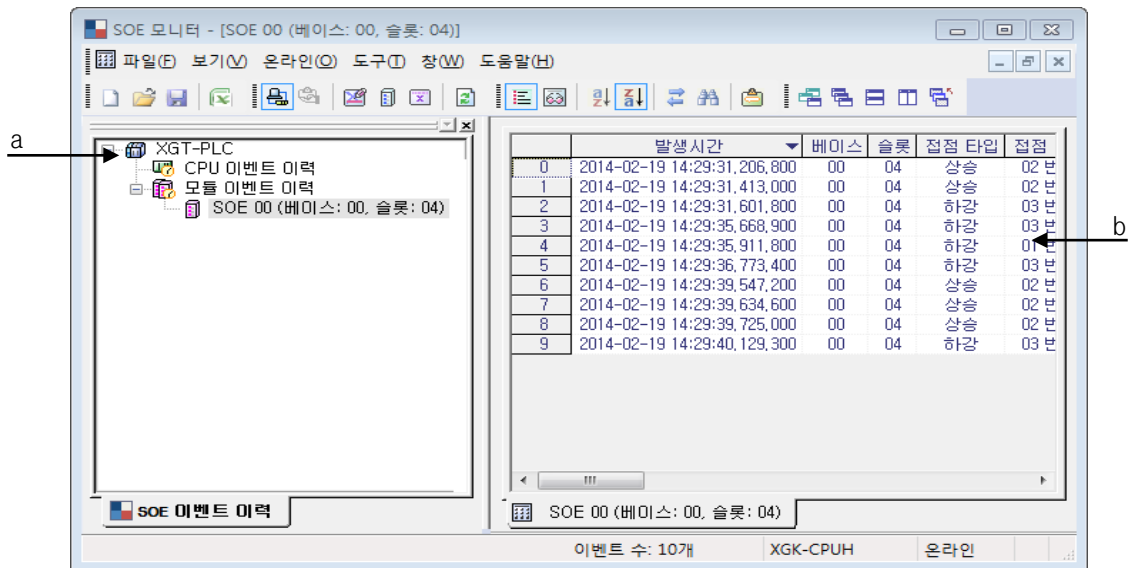 SOE 모니터 - [SOE 00 (베이스: 00, 슬롯: 04)]
파일(F) 보기(V) 온라인(O) 도구(T) 창(W) 도움말(H)
a
XGT-PLC
CPU 이벤트 이력
모듈 이벤트 이력
SOE 00 (베이스: 00, 슬롯: 04)
SOE 이벤트 이력
발생시간 베이스 슬롯 접점 타입 접점
0 2014-02-19 14:29:31,206,800 00 04 상승 02 번
1 2014-02-19 14:29:31,413,000 00 04 상승 02 번
2 2014-02-19 14:29:31,601,800 00 04 하강 03 번
3 2014-02-19 14:29:35,668,900 00 04 하강 03 번
4 2014-02-19 14:29:35,911,800 00 04 하강 01 번
5 2014-02-19 14:29:36,773,400 00 04 하강 03 번
6 2014-02-19 14:29:39,547,200 00 04 상승 02 번
7 2014-02-19 14:29:39,634,600 00 04 상승 02 번
8 2014-02-19 14:29:39,725,000 00 04 상승 02 번
9 2014-02-19 14:29:40,129,300 00 04 하강 03 번
b
SOE 00 (베이스: 00, 슬롯: 04)
이벤트 수: 10개 XGK-CPUH 온라인